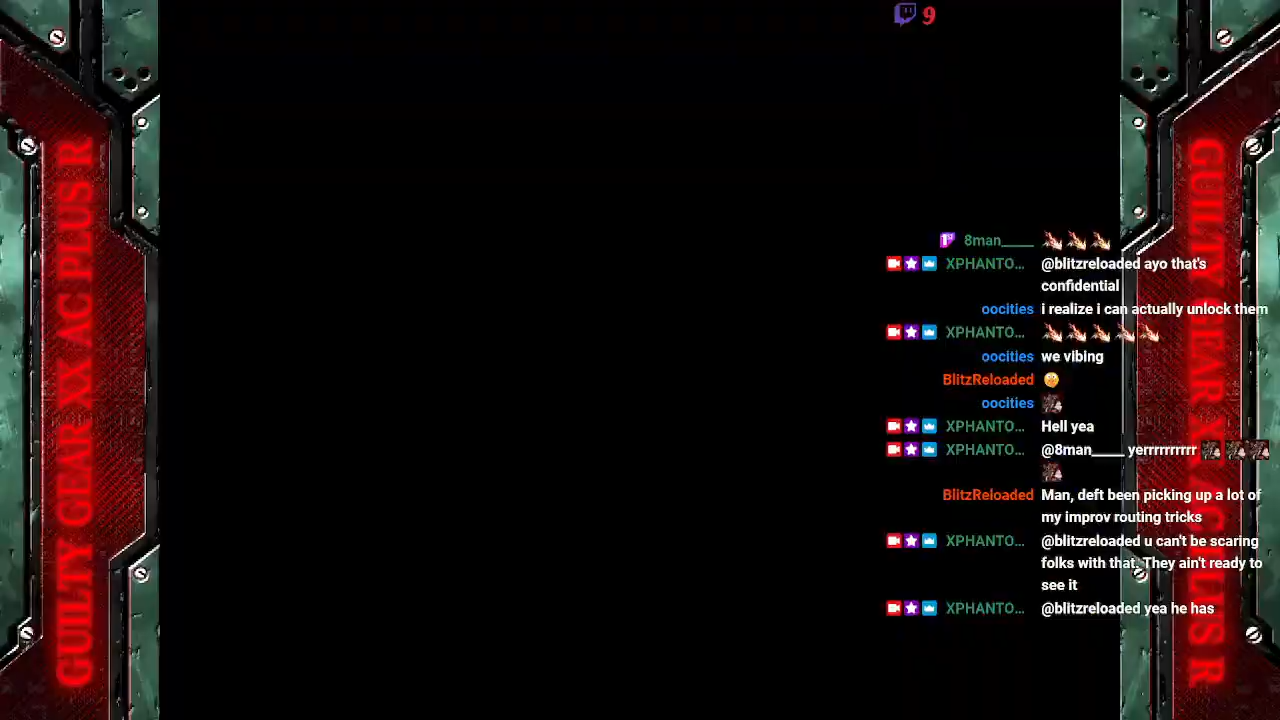 9
GUILTY GEAR XX AC PLUS R
GUILTY GEAR XX AC PLUS R
8man_____
XPHANTO... @blitzreloaded ayo that's
confidential
oocities i realize i can actually unlock them
XPHANTO...
oocities we vibing
BlitzReloaded
oocities
XPHANTO... Hell yea
XPHANTO... @8man_____ yerrrrrrrrrr
BlitzReloaded Man, deft been picking up a lot of
my improv routing tricks
XPHANTO... @blitzreloaded u can't be scaring
folks with that. They ain't ready to
see it
XPHANTO... @blitzreloaded yea he has